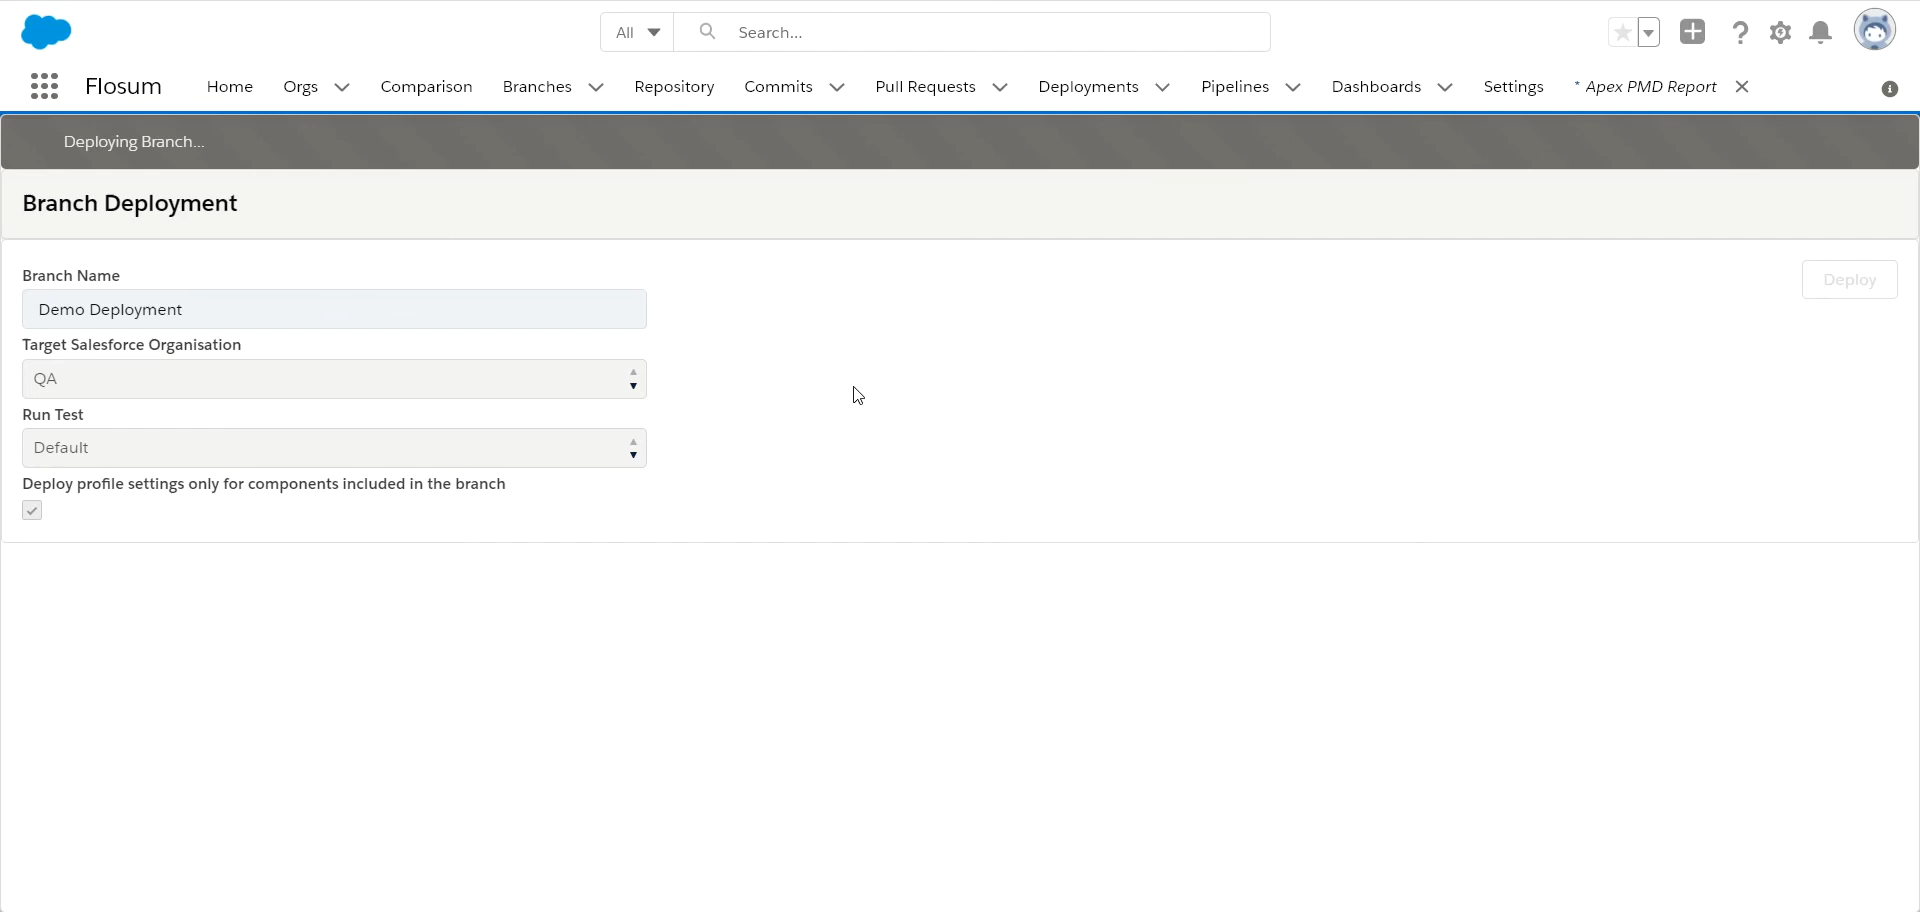 All Search...
Flosum Home Orgs Comparison Branches Repository Commits Pull Requests Deployments Pipelines Dashboards Settings * Apex PMD Report
Deploying Branch...
Branch Deployment
Branch Name
Deploy
Demo Deployment
Target Salesforce Organisation
QA
Run Test
Default
Deploy profile settings only for components included in the branch